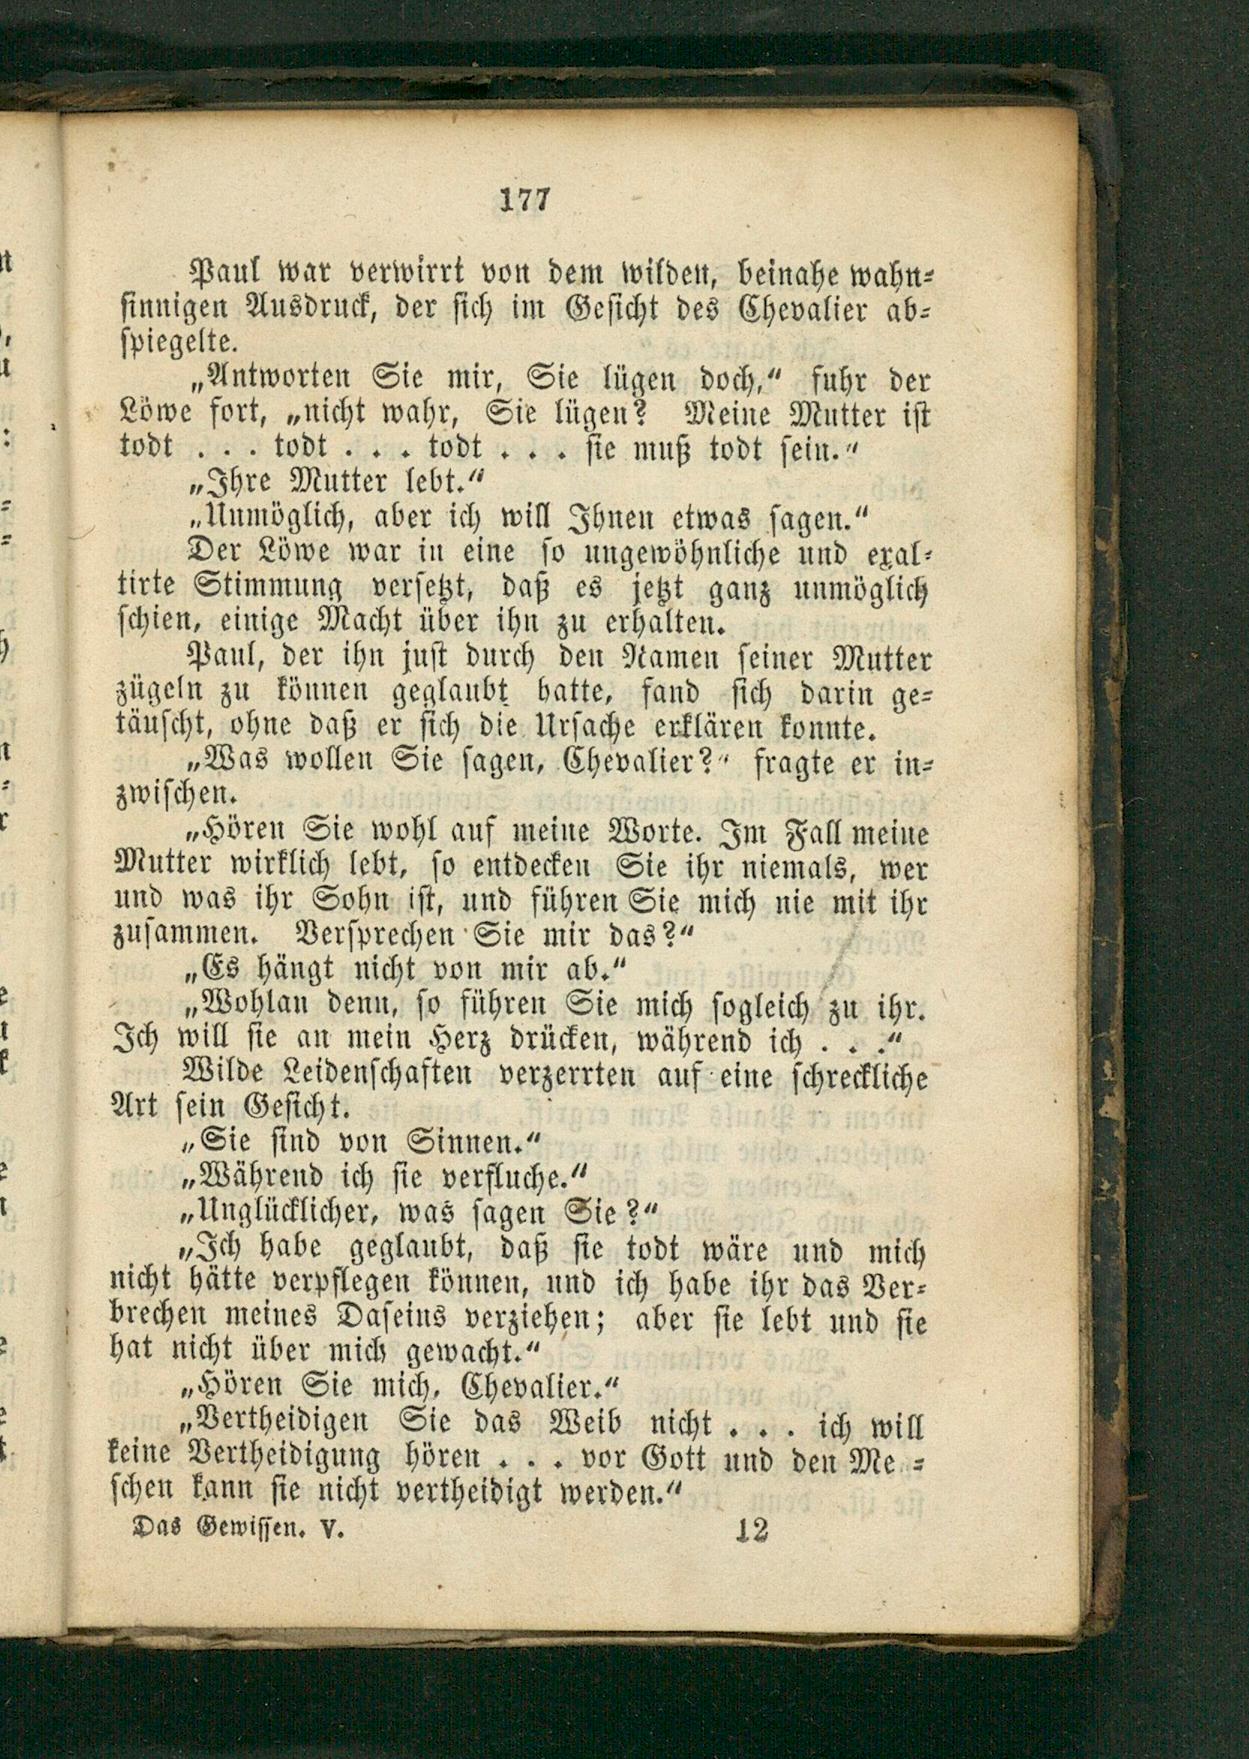 177
Paul war verwirrt von dem wilden, beinahe wahn-
sinnigen Ausdruck, der sich im Gesicht des Chevalier ab-
spiegelte.
„Antworten Sie mir, Sie lügen doch,“ fuhr der
Löwe fort, „nicht wahr, Sie lügen? Meine Mutter ist
todt . . . todt . . . todt . . . sie muß todt sein.“
„Ihre Mutter lebt.“
„Unmöglich, aber ich will Ihnen etwas sagen.“
Der Löwe war in eine so ungewöhnliche und exal-
tirte Stimmung versetzt, daß es jetzt ganz unmöglich
schien, einige Macht über ihn zu erhalten.
Paul, der ihn just durch den Namen seiner Mutter
zügeln zu können geglaubt hatte, fand sich darin ge-
täuscht, ohne daß er sich die Ursache erklären konnte.
„Was wollen Sie sagen, Chevalier?“ fragte er in-
zwischen.
„Hören Sie wohl auf meine Worte. Im Fall meine
Mutter wirklich lebt, so entdecken Sie ihr niemals, wer
und was ihr Sohn ist, und führen Sie mich nie mit ihr
zusammen. Versprechen Sie mir das?“
„Es hängt nicht von mir ab.“
„Wohlan denn, so führen Sie mich sogleich zu ihr.
Ich will sie an mein Herz drücken, während ich . . .“
Wilde Leidenschaften verzerrten auf eine schreckliche
Art sein Gesicht.
„Sie sind von Sinnen.“
„Während ich sie verfluche.“
„Unglücklicher, was sagen Sie?“
„Ich habe geglaubt, daß sie todt wäre und mich
nicht hätte verpflegen können, und ich habe ihr das Ver-
brechen meines Daseins verziehen; aber sie lebt und sie
hat nicht über mich gewacht.“
„Hören Sie mich, Chevalier.“
„Vertheidigen Sie das Weib nicht . . . ich will
keine Vertheidigung hören . . . vor Gott und den Me -
schen kann sie nicht vertheidigt werden.“
Das Gewissen. V. 12